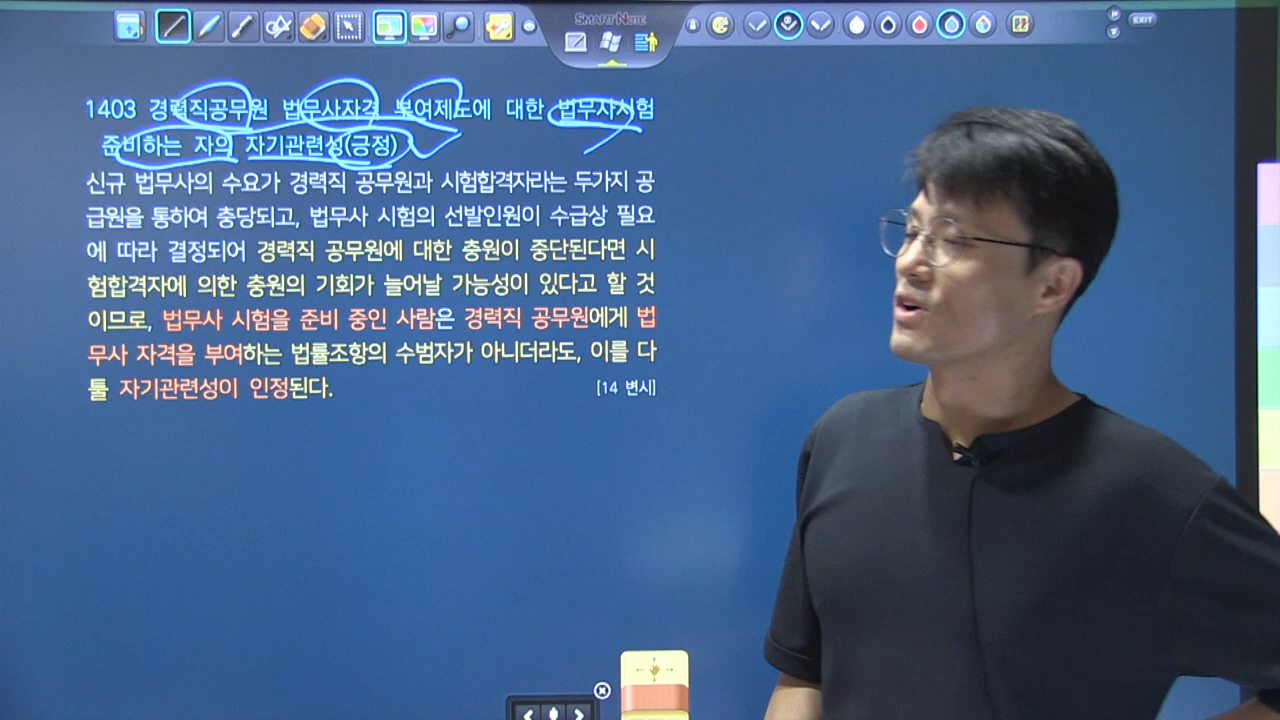 SMART NOTE
EXIT
1403 경력직공무원 법무사자격 부여제도에 대한 법무사시험
준비하는 자의 자기관련성(긍정)
신규 법무사의 수요가 경력직 공무원과 시험합격자라는 두가지 공
급원을 통하여 충당되고, 법무사 시험의 선발인원이 수급상 필요
에 따라 결정되어 경력직 공무원에 대한 충원이 중단된다면 시
험합격자에 의한 충원의 기회가 늘어날 가능성이 있다고 할 것
이므로, 법무사 시험을 준비 중인 사람은 경력직 공무원에게 법
무사 자격을 부여하는 법률조항의 수범자가 아니더라도, 이를 다
툴 자기관련성이 인정된다.
[14 변시]